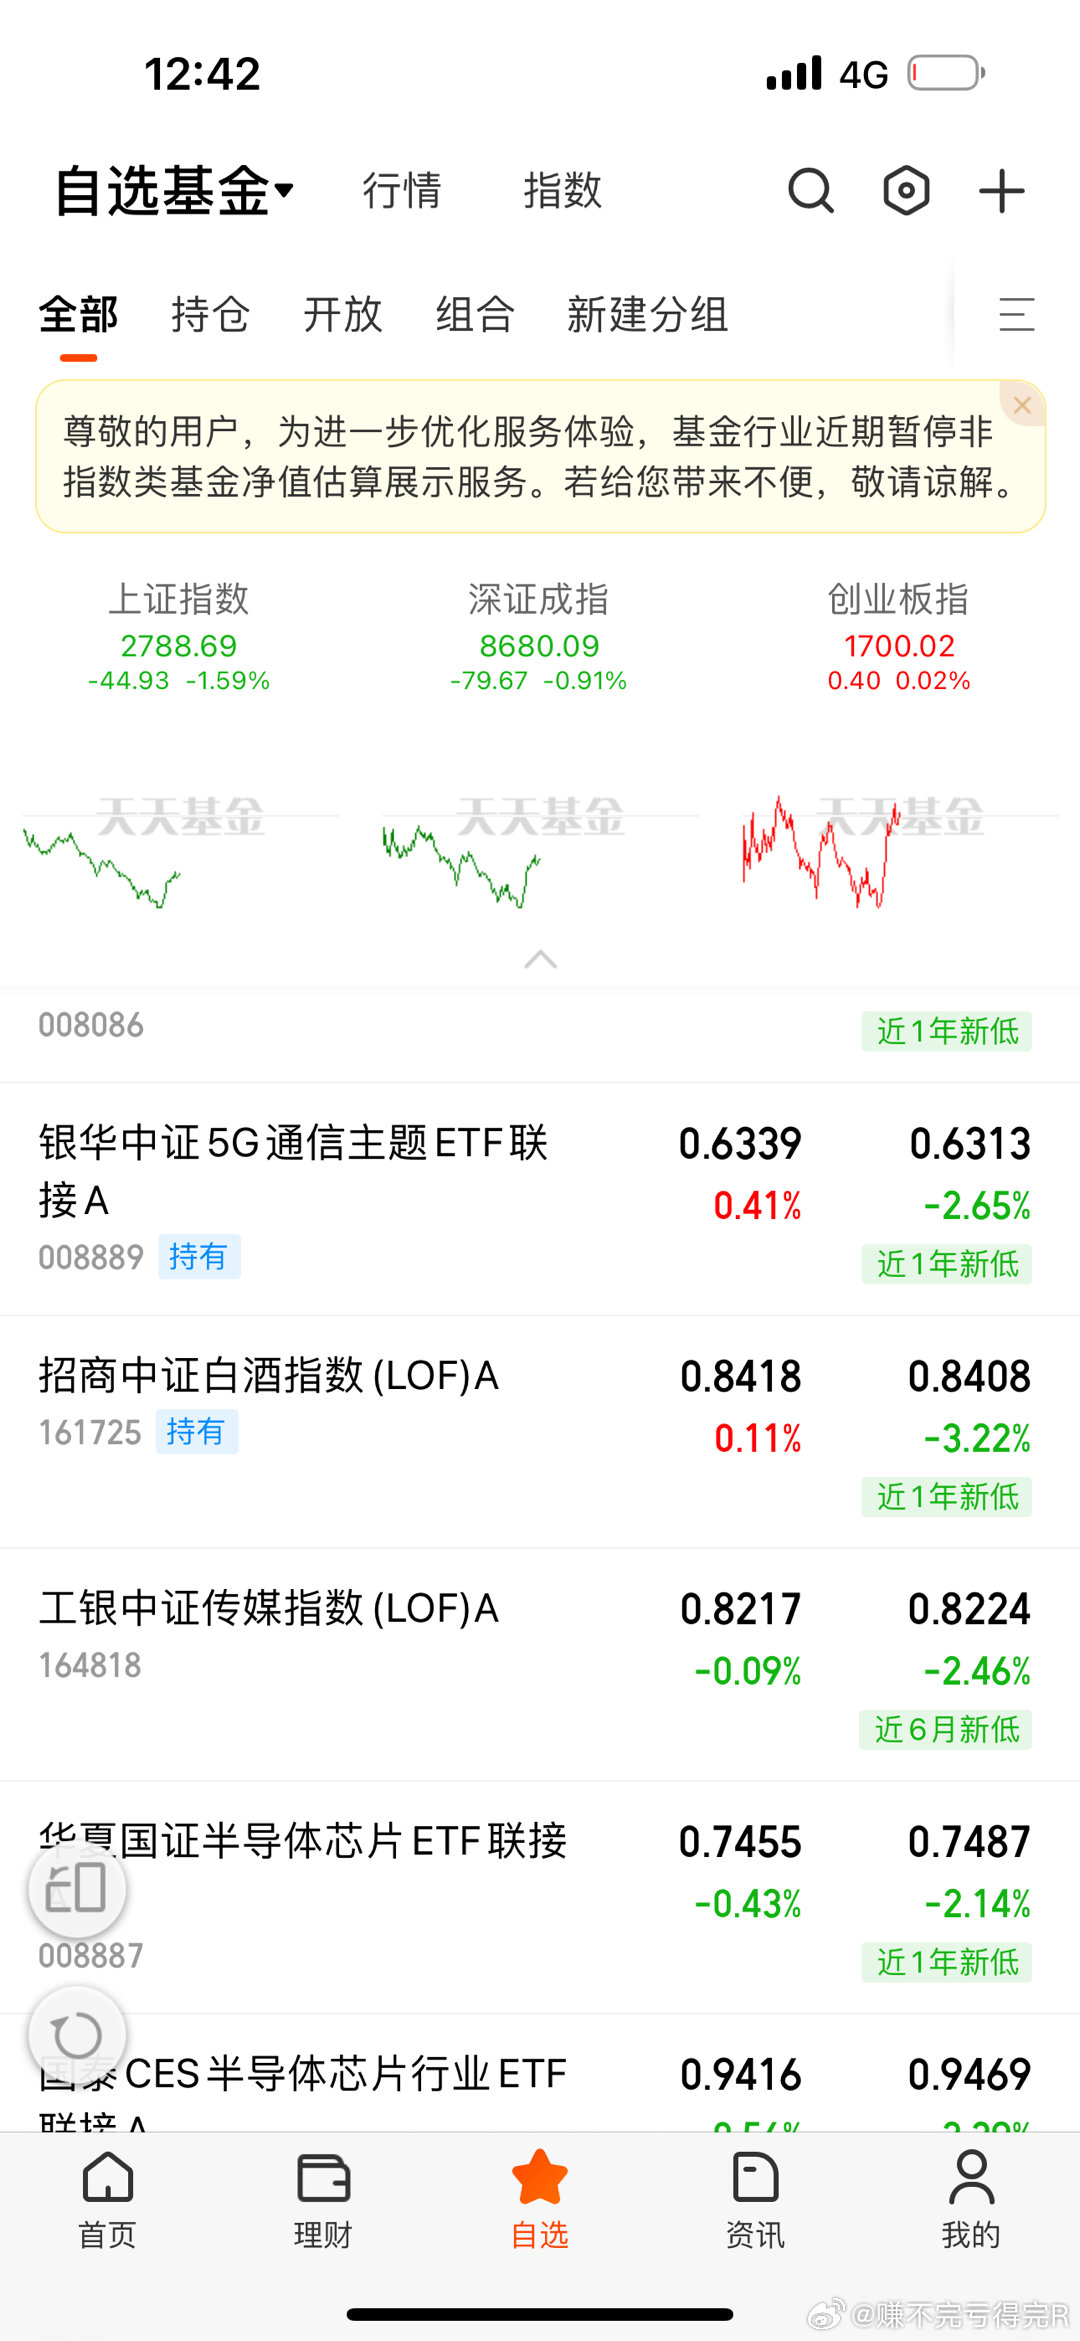 12:42
4G
自选基金
行情
指数
全部
持仓
开放
组合
新建分组
尊敬的用户，为进一步优化服务体验，基金行业近期暂停非
指数类基金净值估算展示服务。若给您带来不便，敬请谅解。
上证指数
深证成指
创业板指
2788.69
8680.09
1700.02
-44.93 -1.59%
-79.67 -0.91%
0.40 0.02%
天天基金
天天基金
天天基金
008086
近1年新低
银华中证5G通信主题ETF联
接A
0.6339
0.6313
0.41%
-2.65%
008889
持有
近1年新低
招商中证白酒指数(LOF)A
0.8418
0.8408
161725
持有
0.11%
-3.22%
近1年新低
工银中证传媒指数(LOF)A
0.8217
0.8224
164818
-0.09%
-2.46%
近6月新低
华夏国证半导体芯片ETF联接
0.7455
0.7487
-0.43%
-2.14%
008887
近1年新低
国泰CES半导体芯片行业ETF
0.9416
0.9469
联接A
首页
理财
自选
资讯
我的
@赚不完亏得完R